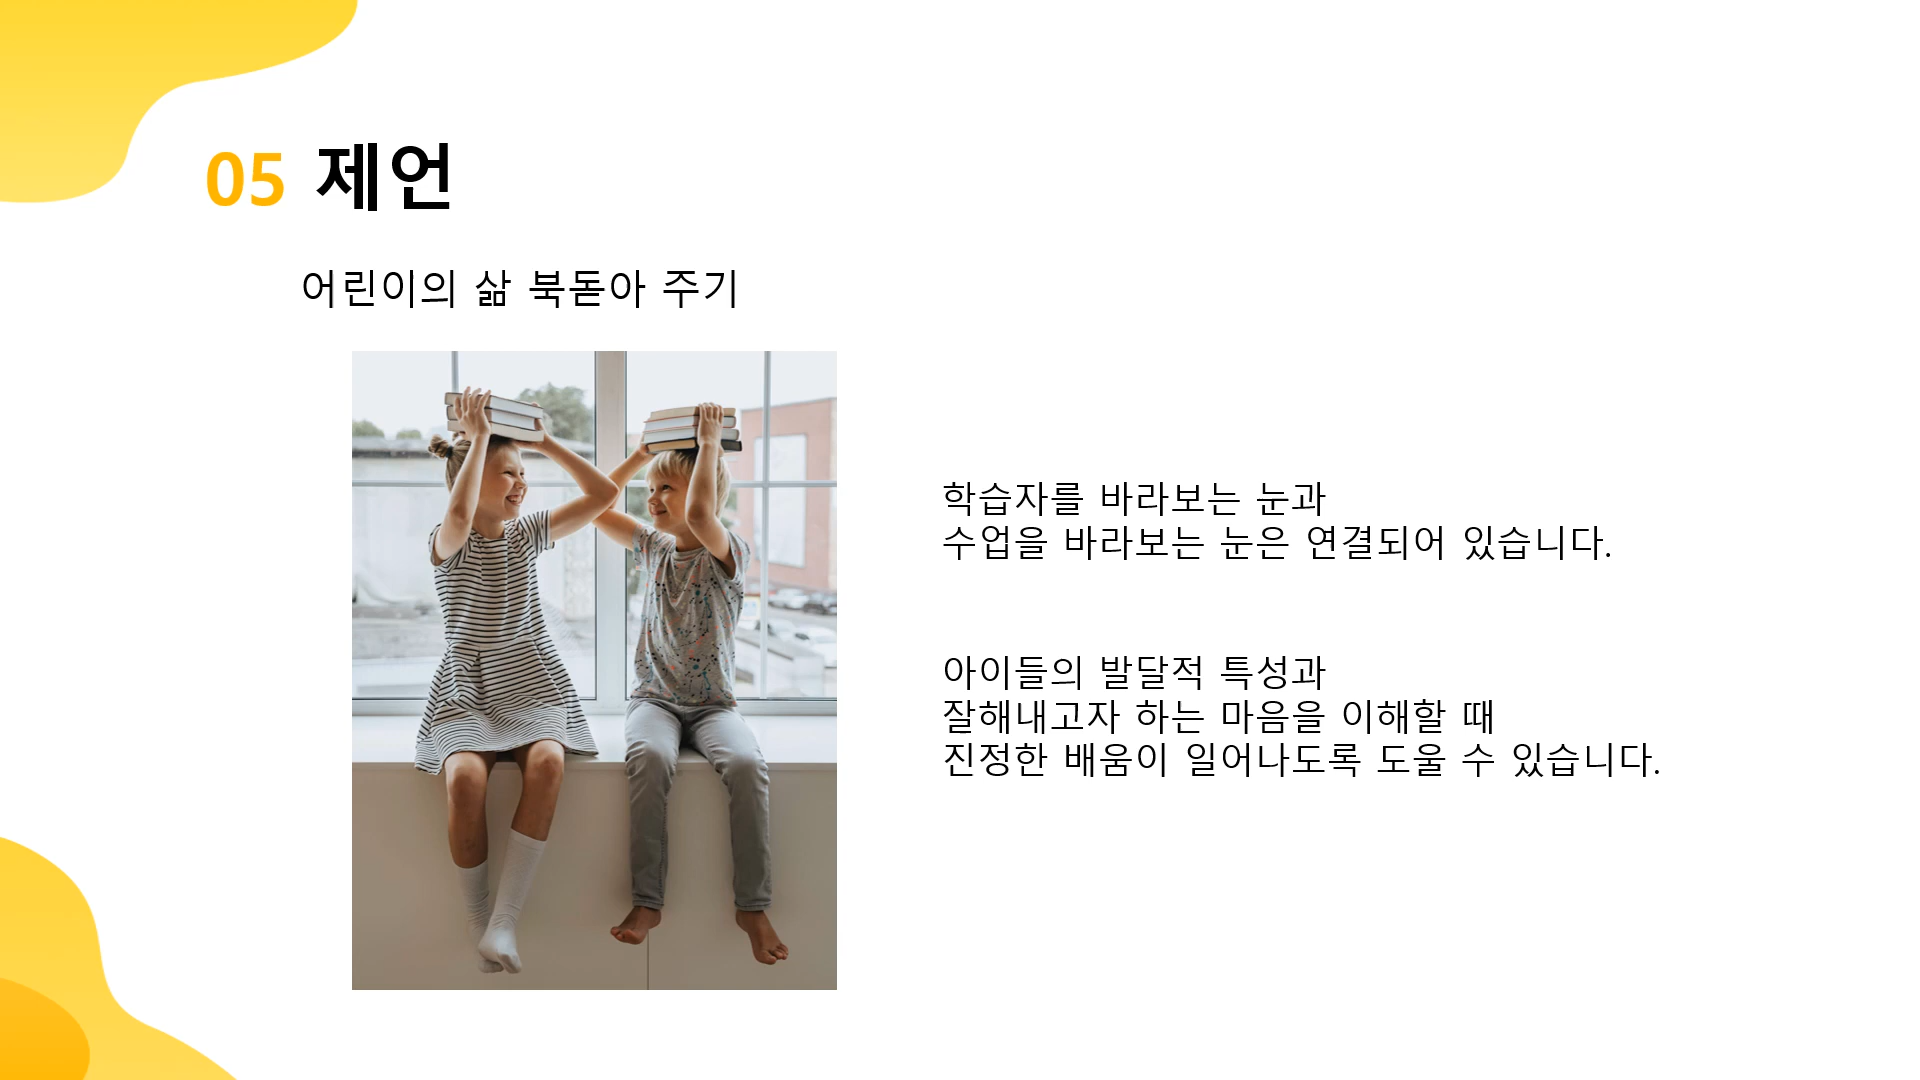 05 제언
어린이의 삶 북돋아 주기
학습자를 바라보는 눈과
수업을 바라보는 눈은 연결되어 있습니다.
아이들의 발달적 특성과
잘해내고자 하는 마음을 이해할 때
진정한 배움이 일어나도록 도울 수 있습니다.